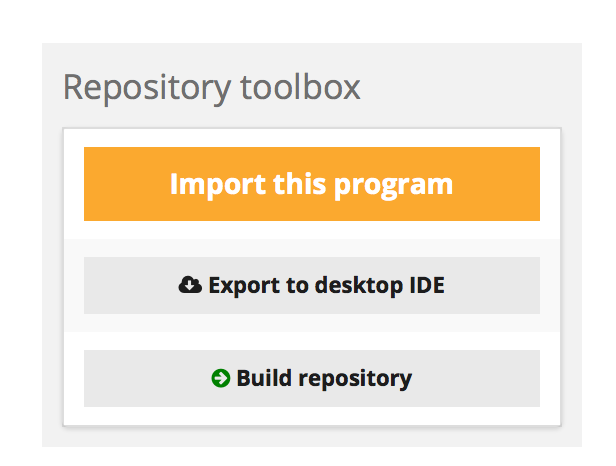 Repository toolbox
Import this program
Export to desktop IDE
Build repository